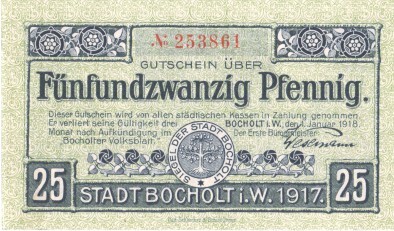 № 253861
GUTSCHEIN ÜBER
Fünfundzwanzig Pfennig.
Dieser Gutschein wird von allen städtischen Kassen in Zahlung genommen.
Er verliert seine Gültigkeit drei BOCHOLT i.W., den 1. Januar 1918.
Monat nach Aufkündigung im Der Erste Bürgermeister:
Bocholter Volksblatt.
SIEGEL DER STADT BOCHOLT
25 STADT BOCHOLT i.W. 1917. 25